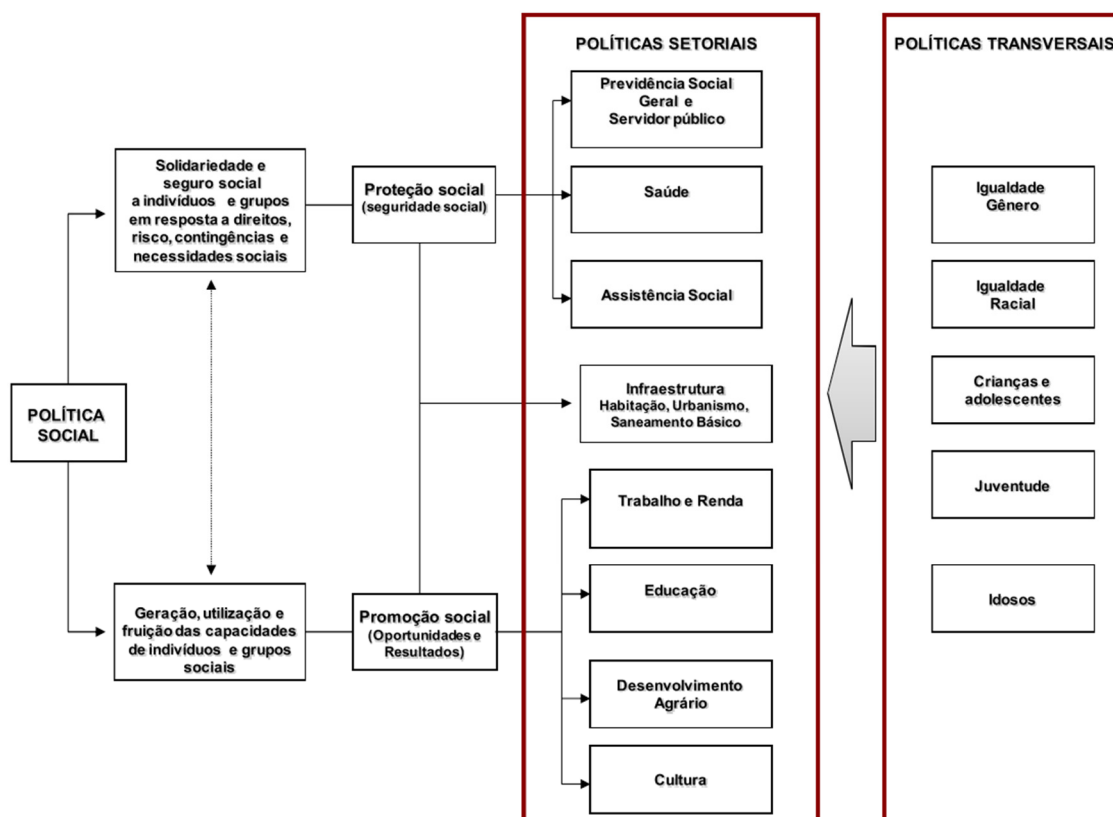 POLÍTICA
SOCIAL
Solidariedade e
seguro social
a indivíduos e grupos
em resposta a direitos,
risco, contingências e
necessidades sociais
Geração, utilização e
fruição das capacidades
de indivíduos e grupos
sociais
Proteção social
(seguridade social)
Promoção social
(Oportunidades e
Resultados)
POLÍTICAS SETORIAIS
Previdência Social
Geral e
Servidor público
Saúde
Assistência Social
Infraestrutura
Habitação, Urbanismo,
Saneamento Básico
Trabalho e Renda
Educação
Desenvolvimento
Agrário
Cultura
POLÍTICAS TRANSVERSAIS
Igualdade
Gênero
Igualdade
Racial
Crianças e
adolescentes
Juventude
Idosos